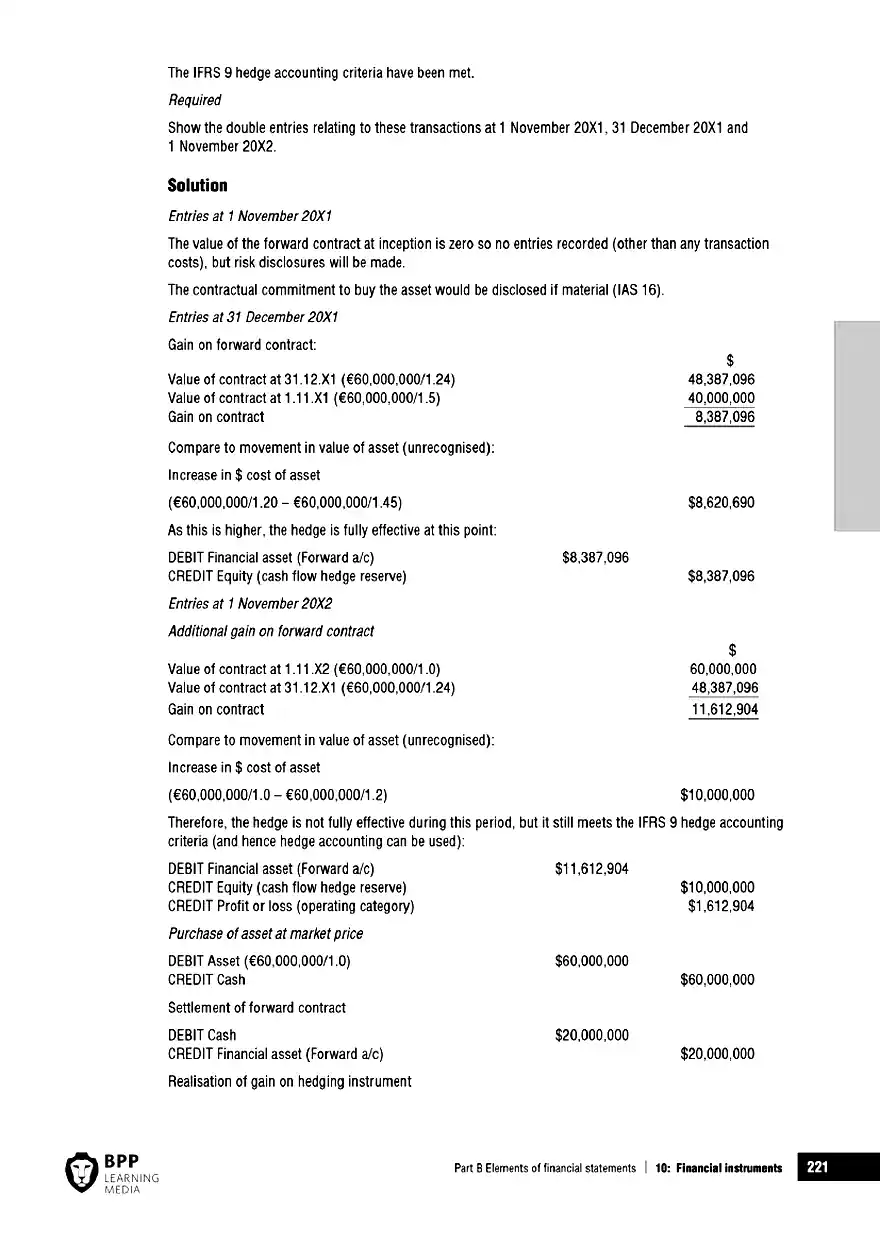 The IFRS 9 hedge accounting criteria have been met.
Required
Show the double entries relating to these transactions at 1 November 20X1, 31 December 20X1 and
1 November 20X2.
Solution
Entries at 1 November 20X1
The value of the forward contract at inception is zero so no entries recorded (other than any transaction
costs), but risk disclosures will be made.
The contractual commitment to buy the asset would be disclosed if material (IAS 16).
Entries at 31 December 20X1
Gain on forward contract:
$
Value of contract at 31.12.X1 (€60,000,000/1.24) 48,387,096
Value of contract at 1.11.X1 (€60,000,000/1.5) 40,000,000
Gain on contract 8,387,096
Compare to movement in value of asset (unrecognised):
Increase in $ cost of asset
(€60,000,000/1.20 – €60,000,000/1.45) $8,620,690
As this is higher, the hedge is fully effective at this point:
DEBIT Financial asset (Forward a/c) $8,387,096
CREDIT Equity (cash flow hedge reserve) $8,387,096
Entries at 1 November 20X2
Additional gain on forward contract
$
Value of contract at 1.11.X2 (€60,000,000/1.0) 60,000,000
Value of contract at 31.12.X1 (€60,000,000/1.24) 48,387,096
Gain on contract 11,612,904
Compare to movement in value of asset (unrecognised):
Increase in $ cost of asset
(€60,000,000/1.0 – €60,000,000/1.2) $10,000,000
Therefore, the hedge is not fully effective during this period, but it still meets the IFRS 9 hedge accounting
criteria (and hence hedge accounting can be used):
DEBIT Financial asset (Forward a/c) $11,612,904
CREDIT Equity (cash flow hedge reserve) $10,000,000
CREDIT Profit or loss (operating category) $1,612,904
Purchase of asset at market price
DEBIT Asset (€60,000,000/1.0) $60,000,000
CREDIT Cash $60,000,000
Settlement of forward contract
DEBIT Cash $20,000,000
CREDIT Financial asset (Forward a/c) $20,000,000
Realisation of gain on hedging instrument
BPP
LEARNING
MEDIA
Part B Elements of financial statements | 10: Financial instruments 221